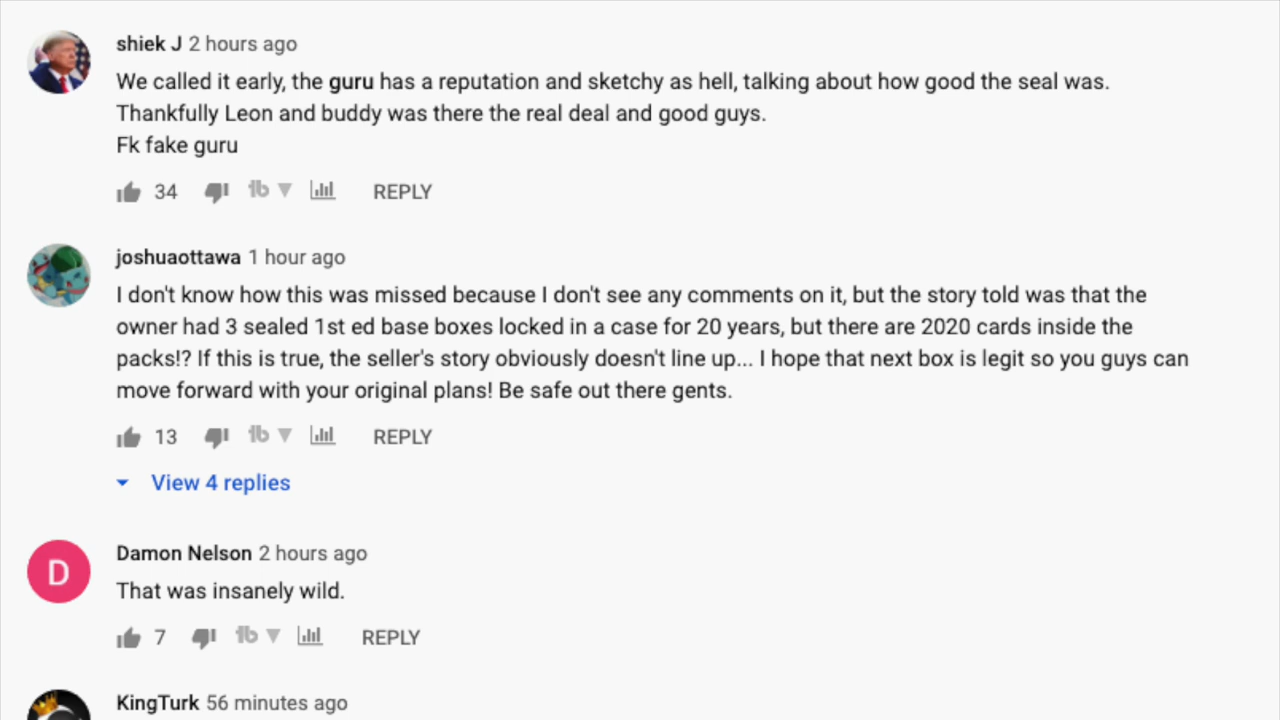 shiek J 2 hours ago
We called it early, the guru has a reputation and sketchy as hell, talking about how good the seal was.
Thankfully Leon and buddy was there the real deal and good guys.
Fk fake guru
34 tb REPLY
joshuaottawa 1 hour ago
I don't know how this was missed because I don't see any comments on it, but the story told was that the
owner had 3 sealed 1st ed base boxes locked in a case for 20 years, but there are 2020 cards inside the
packs!? If this is true, the seller's story obviously doesn't line up... I hope that next box is legit so you guys can
move forward with your original plans! Be safe out there gents.
13 tb REPLY
View 4 replies
D
Damon Nelson 2 hours ago
That was insanely wild.
7 tb REPLY
KingTurk 56 minutes ago